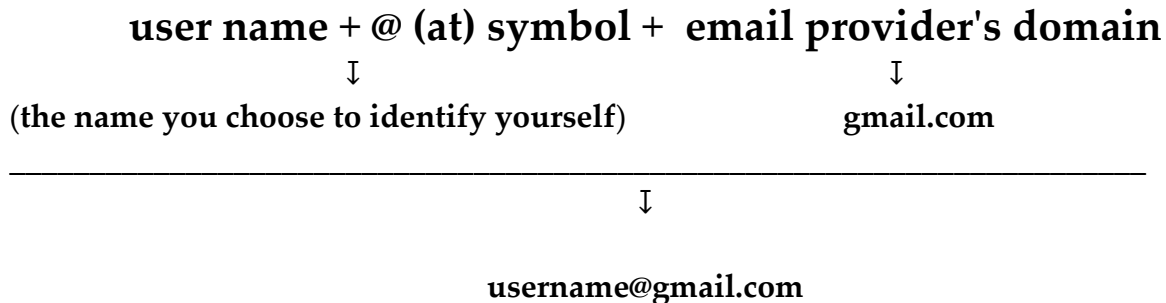 user name + @ (at) symbol + email provider's domain
↧ ↧
(the name you choose to identify yourself) gmail.com
________________________________________________________________________
↧
username@gmail.com